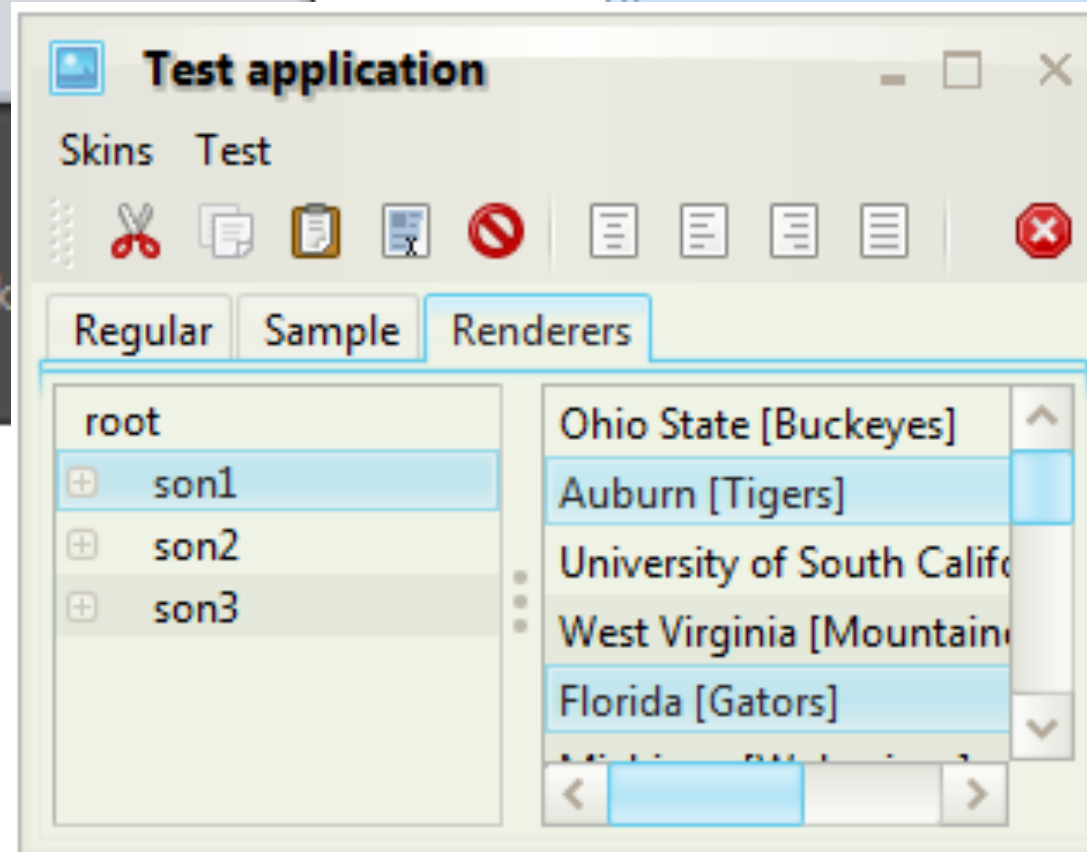 Test application
Skins Test
Regular Sample Renderers
root
son1
son2
son3
Ohio State [Buckeyes]
Auburn [Tigers]
University of South Califo
West Virginia [Mountain
Florida [Gators]